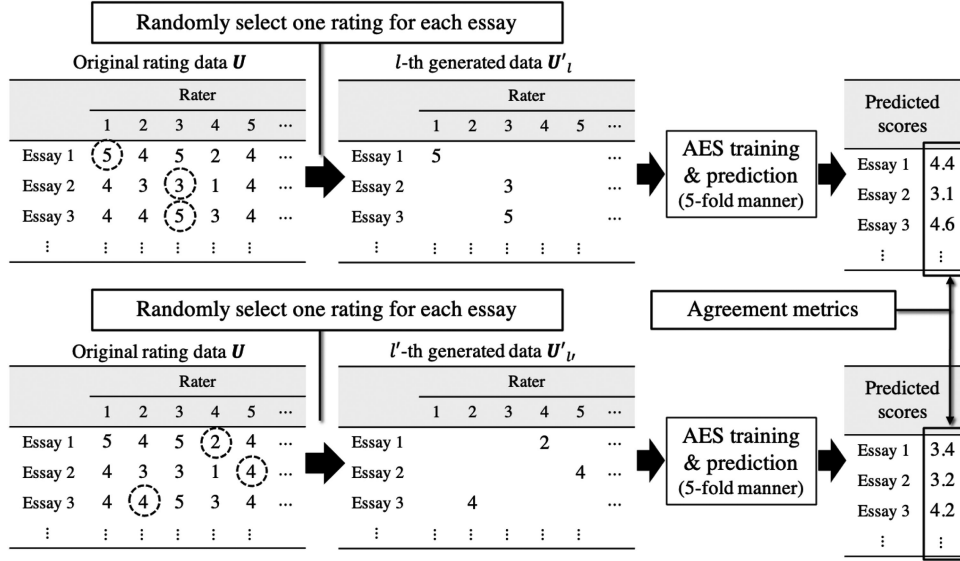 Randomly select one rating for each essay
Original rating data U
l-th generated data U'_l
Rater
Rater
Predicted
scores
1 2 3 4 5 ⋯
1 2 3 4 5 ⋯
Essay 1 5 4 5 2 4 ⋯
Essay 2 4 3 3 1 4 ⋯
Essay 3 4 4 5 3 4 ⋯
⋮ ⋮ ⋮ ⋮ ⋮ ⋮
Essay 1 5 ⋯
Essay 2 3 ⋯
Essay 3 5 ⋯
⋮ ⋮ ⋮ ⋮ ⋮ ⋮
AES training
& prediction
(5-fold manner)
Essay 1 4.4
Essay 2 3.1
Essay 3 4.6
⋮ ⋮
Agreement metrics
Randomly select one rating for each essay
Original rating data U
l'-th generated data U'_l'
Rater
Rater
Predicted
scores
1 2 3 4 5 ⋯
1 2 3 4 5 ⋯
Essay 1 5 4 5 2 4 ⋯
Essay 2 4 3 3 1 4 ⋯
Essay 3 4 4 5 3 4 ⋯
⋮ ⋮ ⋮ ⋮ ⋮ ⋮
Essay 1 2 ⋯
Essay 2 4 ⋯
Essay 3 4 ⋯
⋮ ⋮ ⋮ ⋮ ⋮ ⋮
AES training
& prediction
(5-fold manner)
Essay 1 3.4
Essay 2 3.2
Essay 3 4.2
⋮ ⋮